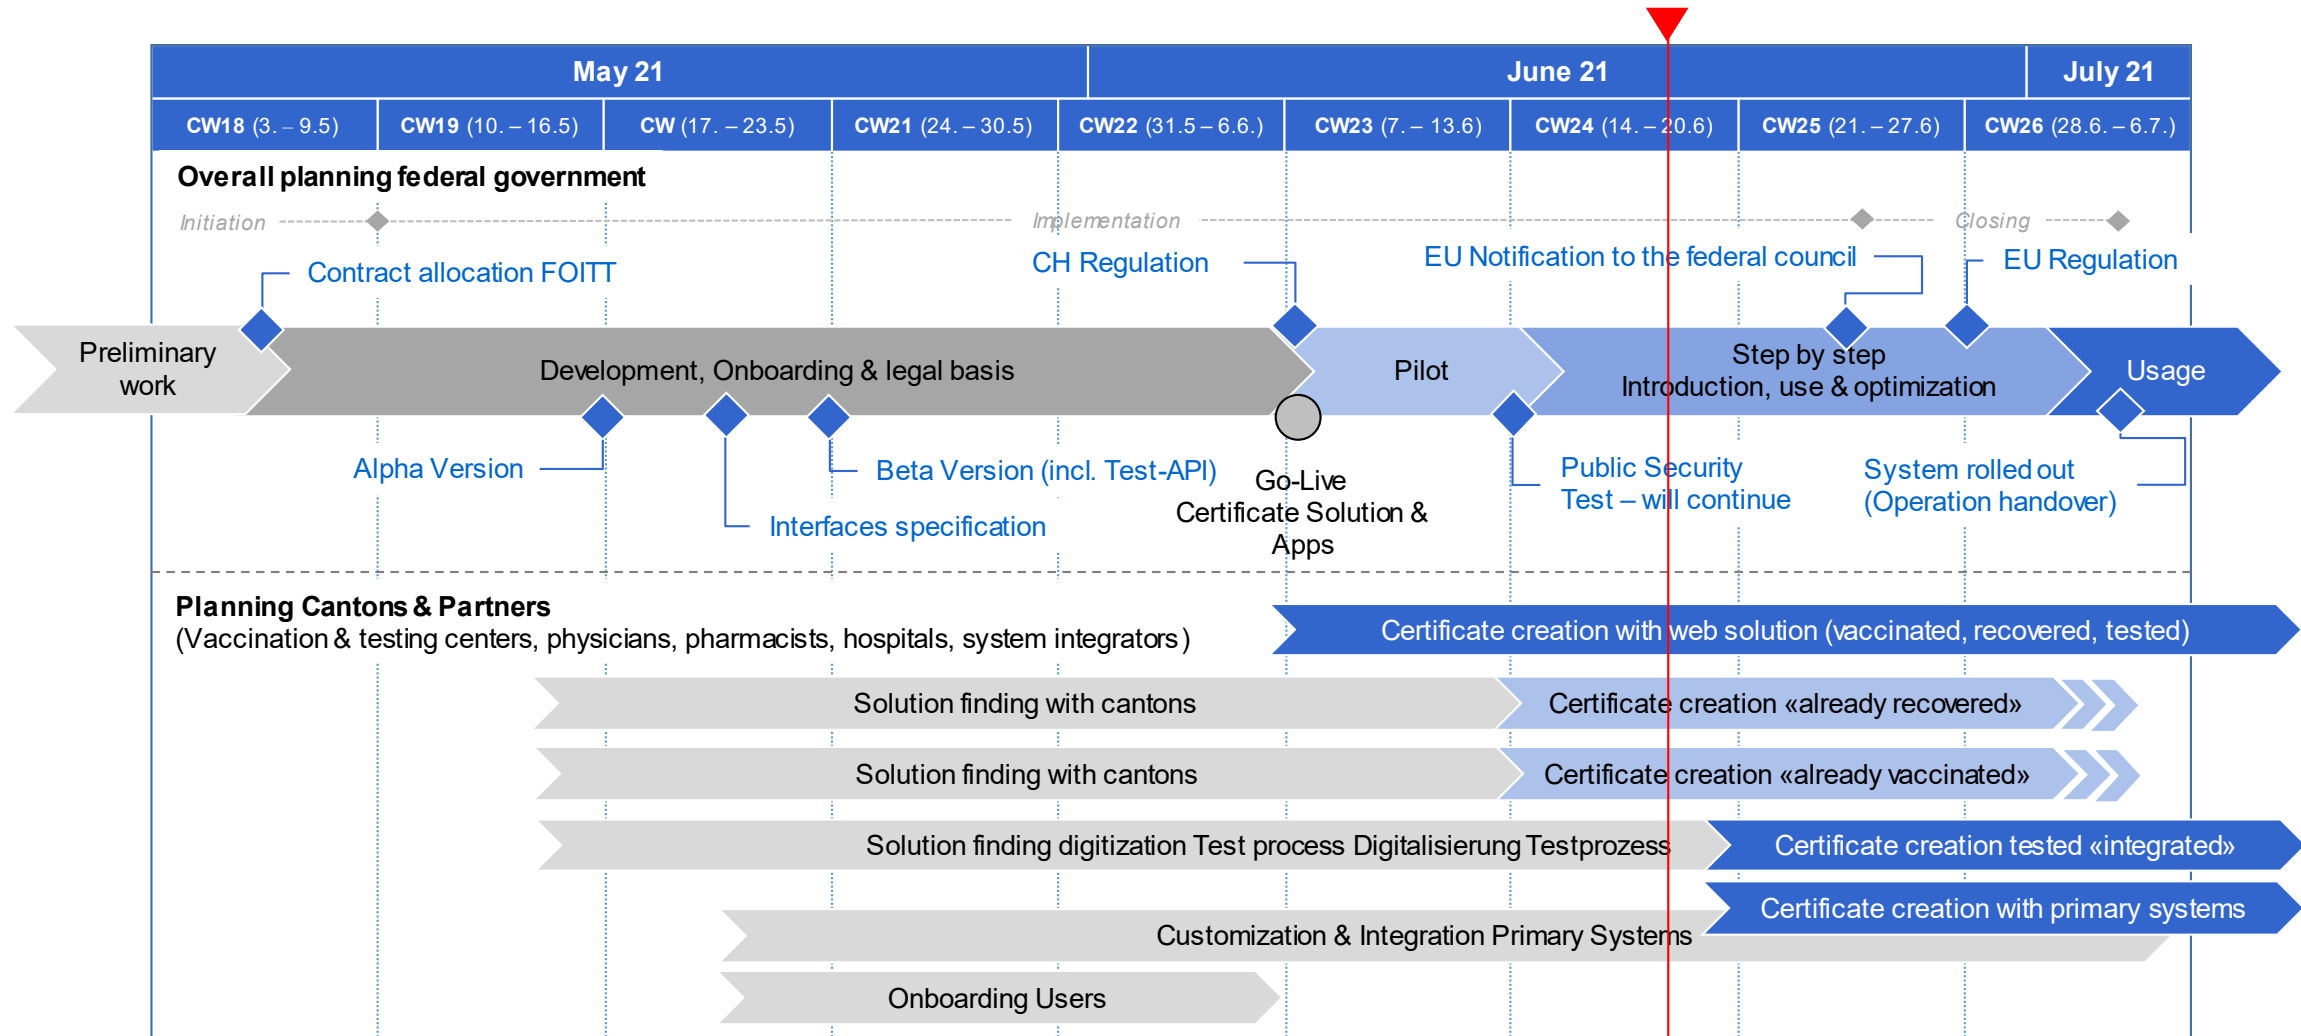 May 21
June 21
July 21
CW18 (3. – 9.5)
CW19 (10. – 16.5)
CW (17. – 23.5)
CW21 (24. – 30.5)
CW22 (31.5 – 6.6.)
CW23 (7. – 13.6)
CW24 (14. – 20.6)
CW25 (21. – 27.6)
CW26 (28.6. – 6.7.)
Overall planning federal government
Initiation
Implementation
Closing
Contract allocation FOITT
CH Regulation
EU Notification to the federal council
EU Regulation
Preliminary
work
Development, Onboarding & legal basis
Pilot
Step by step
Introduction, use & optimization
Usage
Alpha Version
Beta Version (incl. Test-API)
Interfaces specification
Go-Live
Certificate Solution &
Apps
Public Security
Test – will continue
System rolled out
(Operation handover)
Planning Cantons & Partners
(Vaccination & testing centers, physicians, pharmacists, hospitals, system integrators)
Certificate creation with web solution (vaccinated, recovered, tested)
Solution finding with cantons
Certificate creation «already recovered»
Solution finding with cantons
Certificate creation «already vaccinated»
Solution finding digitization Test process Digitalisierung Testprozess
Certificate creation tested «integrated»
Certificate creation with primary systems
Customization & Integration Primary Systems
Onboarding Users